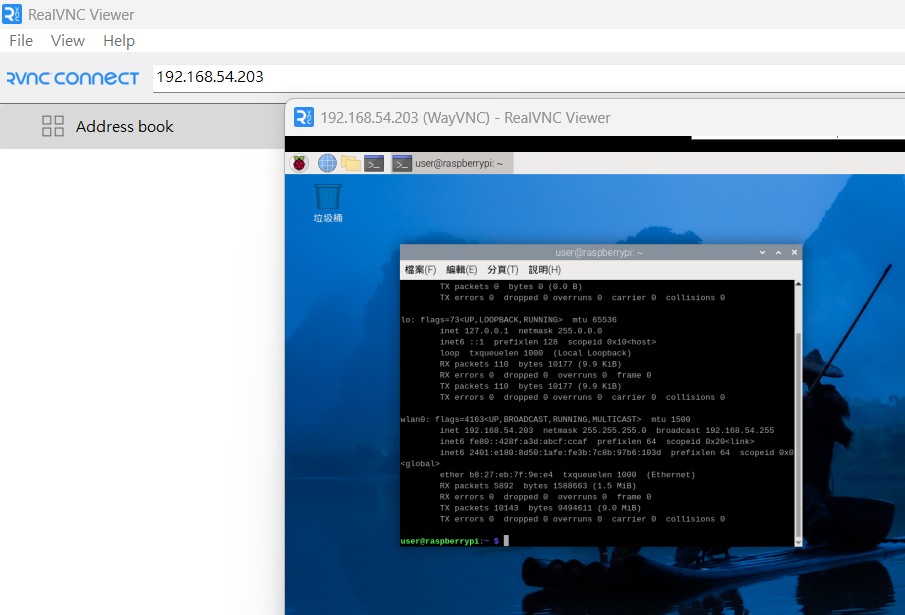 RealVNC Viewer
File View Help
RVNC CONNECT 192.168.54.203
Address book
192.168.54.203 (WayVNC) - RealVNC Viewer
user@raspberrypi: ~
垃圾桶
user@raspberrypi: ~
檔案(F) 編輯(E) 分頁(T) 說明(H)
TX packets 0 bytes 0 (0.0 B)
TX errors 0 dropped 0 overruns 0 carrier 0 collisions 0
lo: flags=73<UP,LOOPBACK,RUNNING> mtu 65536
inet 127.0.0.1 netmask 255.0.0.0
inet6 ::1 prefixlen 128 scopeid 0x10<host>
loop txqueuelen 1000 (Local Loopback)
RX packets 110 bytes 10177 (9.9 KiB)
RX errors 0 dropped 0 overruns 0 frame 0
TX packets 110 bytes 10177 (9.9 KiB)
TX errors 0 dropped 0 overruns 0 carrier 0 collisions 0
wlan0: flags=4163<UP,BROADCAST,RUNNING,MULTICAST> mtu 1500
inet 192.168.54.203 netmask 255.255.255.0 broadcast 192.168.54.255
inet6 fe80::428f:a3d:abcf:ccaf prefixlen 64 scopeid 0x20<link>
inet6 2401:e180:8d50:1afe:fe3b:7c8b:97b6:103d prefixlen 64 scopeid 0x0
<global>
ether b8:27:eb:7f:9e:e4 txqueuelen 1000 (Ethernet)
RX packets 5892 bytes 1588663 (1.5 MiB)
RX errors 0 dropped 0 overruns 0 frame 0
TX packets 10143 bytes 9494611 (9.0 MiB)
TX errors 0 dropped 0 overruns 0 carrier 0 collisions 0
user@raspberrypi:~ $